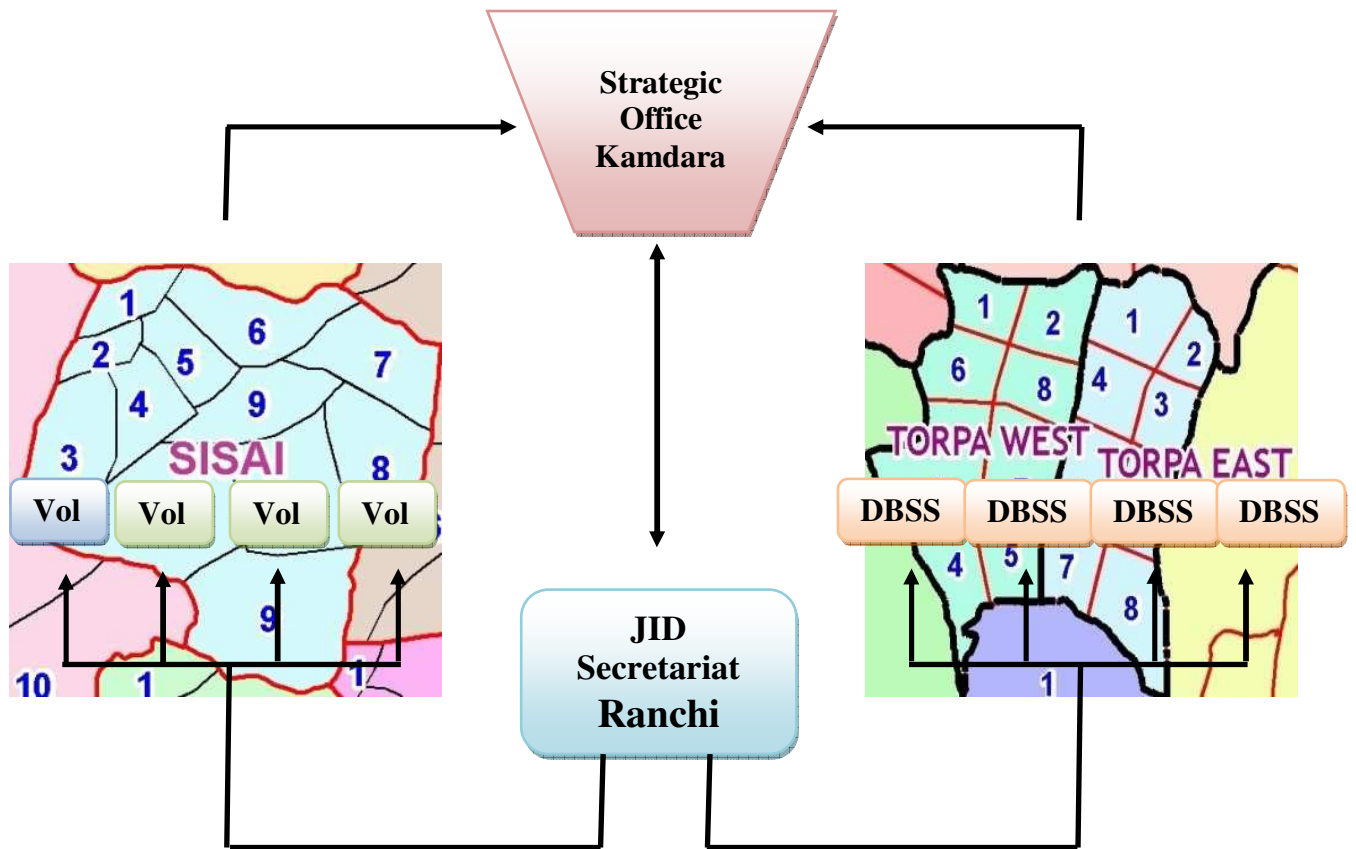 Strategic
Office
Kamdara
1
6
2
5
7
4
9
3
SISAI
8
Vol
Vol
Vol
Vol
9
10
1
1
1
2
1
2
6
8
4
3
TORPA WEST
TORPA EAST
DBSS
DBSS
DBSS
DBSS
4
5
7
8
1
JID
Secretariat
Ranchi